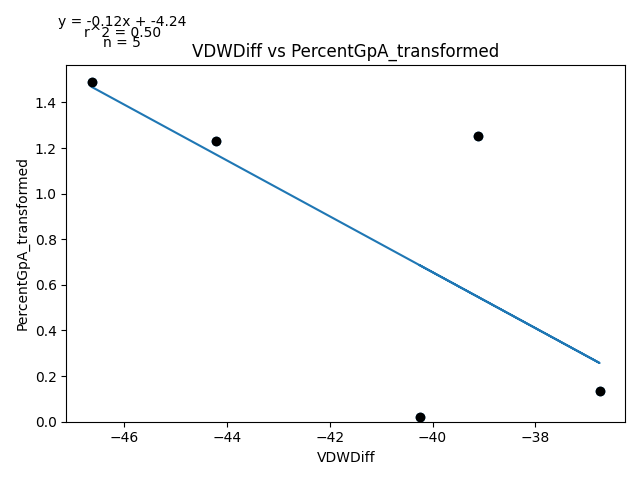 y = -0.12x + -4.24
r^2 = 0.50
n = 5
VDWDiff vs PercentGpA_transformed
PercentGpA_transformed
1.4
1.2
1.0
0.8
0.6
0.4
0.2
0.0
−46
−44
−42
−40
−38
VDWDiff